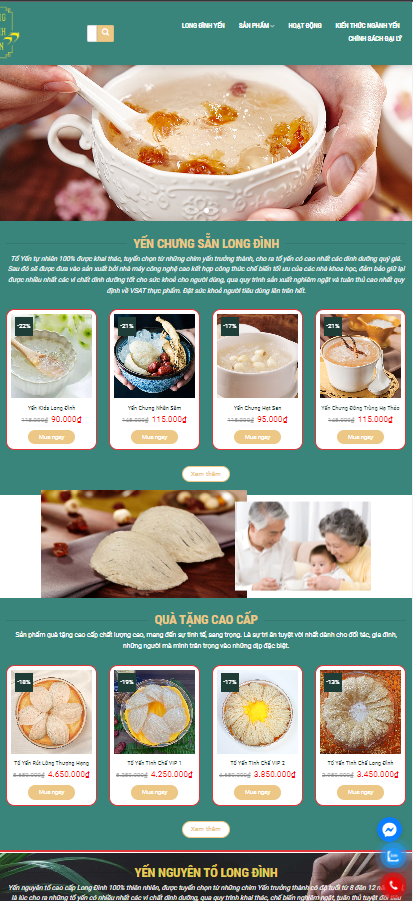 LONG ĐÌNH YẾN
SẢN PHẨM
HOẠT ĐỘNG
KIẾN THỨC NGÀNH YẾN
CHÍNH SÁCH ĐẠI LÝ
YẾN CHƯNG SẴN LONG ĐÌNH
Tổ Yến tự nhiên 100% được khai thác, tuyển chọn từ những chim yến trưởng thành, cho ra tổ yến có cao nhất các dinh dưỡng quý giá.
Sau đó sẽ được đưa vào sản xuất bởi nhà máy công nghệ cao kết hợp công thức chế biến tối ưu của các nhà khoa học, đảm bảo giữ lại
được nhiều nhất các vi chất dinh dưỡng tốt cho sức khoẻ cho người dùng, qua quy trình sản xuất nghiêm ngặt và tuân thủ cao nhất quy
định về VSAT thực phẩm. Đặt sức khoẻ người tiêu dùng lên trên hết.
-22%
-21%
-17%
-21%
Yến Kids Long Đình
Yến Chưng Nhân Sâm
Yến Chưng Hạt Sen
Yến Chưng Đông Trùng Hạ Thảo
115.000₫ 90.000₫
145.000₫ 115.000₫
115.000₫ 95.000₫
145.000₫ 115.000₫
Mua ngay
Mua ngay
Mua ngay
Mua ngay
Xem thêm
QUÀ TẶNG CAO CẤP
Sản phẩm quà tặng cao cấp chất lượng cao, mang đến sự tinh tế, sang trọng. Là sự tri ân tuyệt vời nhất dành cho đối tác, gia đình,
những người mà mình trân trọng vào những dịp đặc biệt.
-18%
-19%
-17%
-13%
Tổ Yến Rút Lông Thượng Hạng
Tổ Yến Tinh Chế VIP 1
Tổ Yến Tinh Chế VIP 2
Tổ Yến Tinh Chế Long Đình
5.650.000₫ 4.650.000₫
5.250.000₫ 4.250.000₫
4.650.000₫ 3.850.000₫
3.950.000₫ 3.450.000₫
Mua ngay
Mua ngay
Mua ngay
Mua ngay
Xem thêm
YẾN NGUYÊN TỔ LONG ĐÌNH
Yến nguyên tổ cao cấp Long Đình 100% thiên nhiên, được tuyển chọn từ những chim Yến trưởng thành có độ tuổi từ 8 đến 12
là lúc cho ra những tổ yến có nhiều nhất các vi chất dinh dưỡng, qua quy trình khai thác, chế biến nghiêm ngặt, tuân thủ tuyệt đối